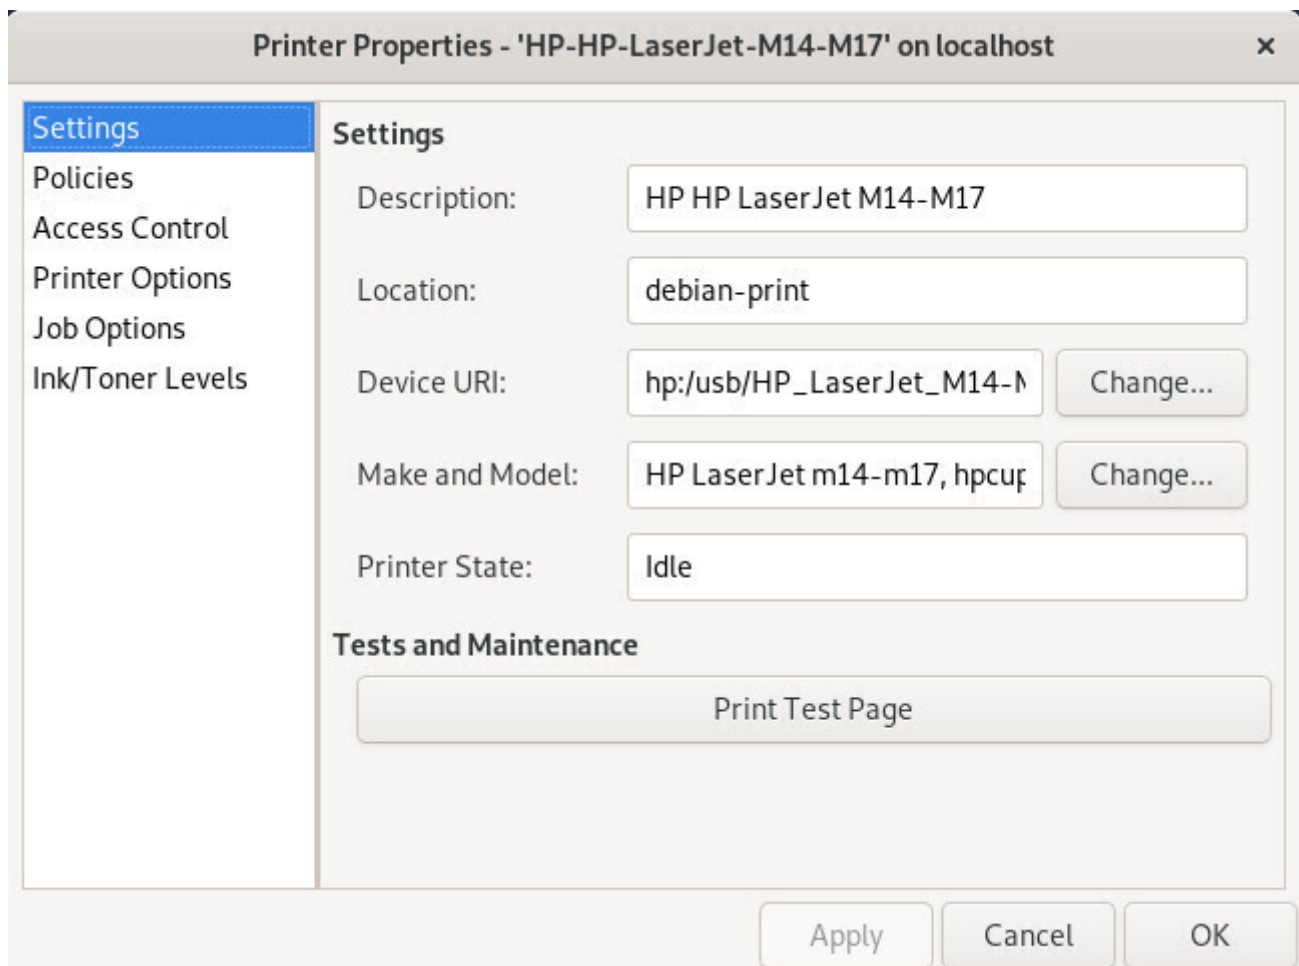 Printer Properties - 'HP-HP-LaserJet-M14-M17' on localhost ×
Settings
Policies
Access Control
Printer Options
Job Options
Ink/Toner Levels
Settings
Description: HP HP LaserJet M14-M17
Location: debian-print
Device URI: hp:/usb/HP_LaserJet_M14- Change...
Make and Model: HP LaserJet m14-m17, Change...
Printer State: Idle
Tests and Maintenance
Print Test Page
Apply Cancel OK